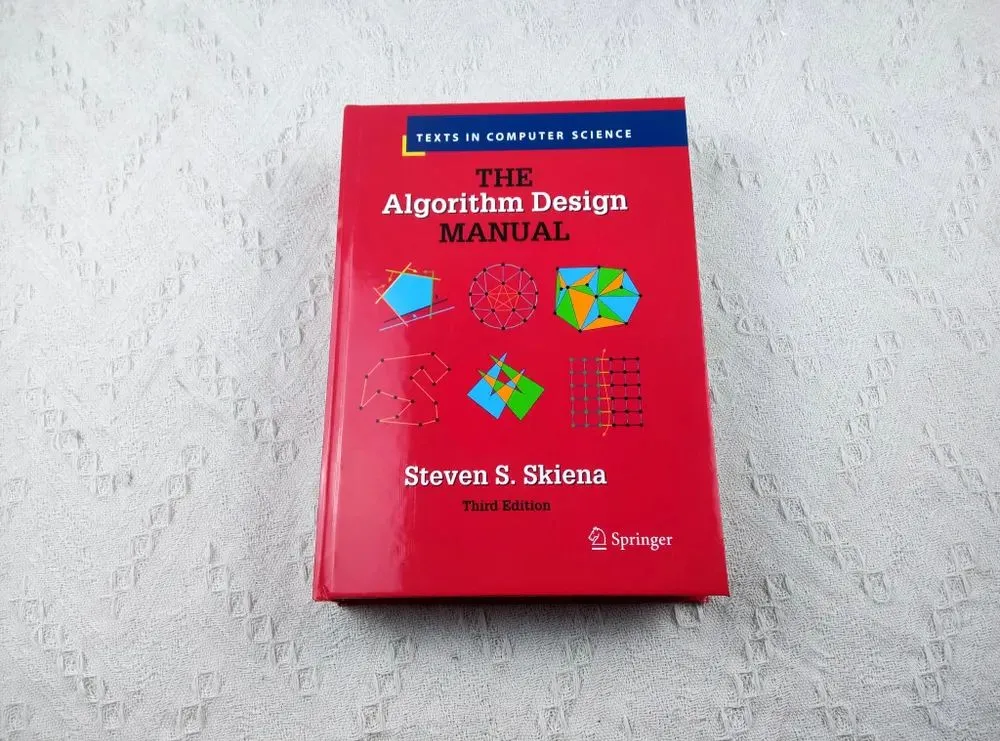 TEXTS IN COMPUTER SCIENCE
THE
Algorithm Design
MANUAL
Steven S. Skiena
Third Edition
Springer